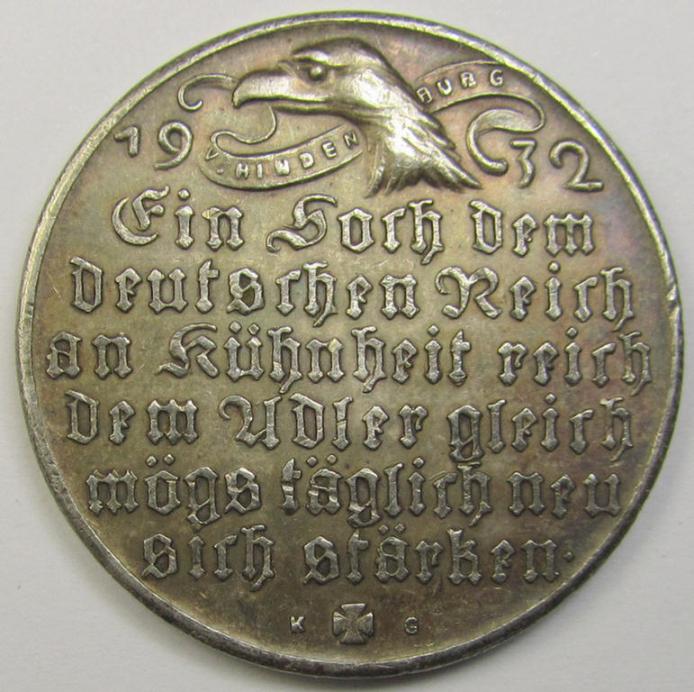 19 V. HINDENBURG 32
Ein Hoch dem
deutschen Reich
an Kühnheit reich
dem Adler gleich
mögs täglich neu
sich stärken.
K G